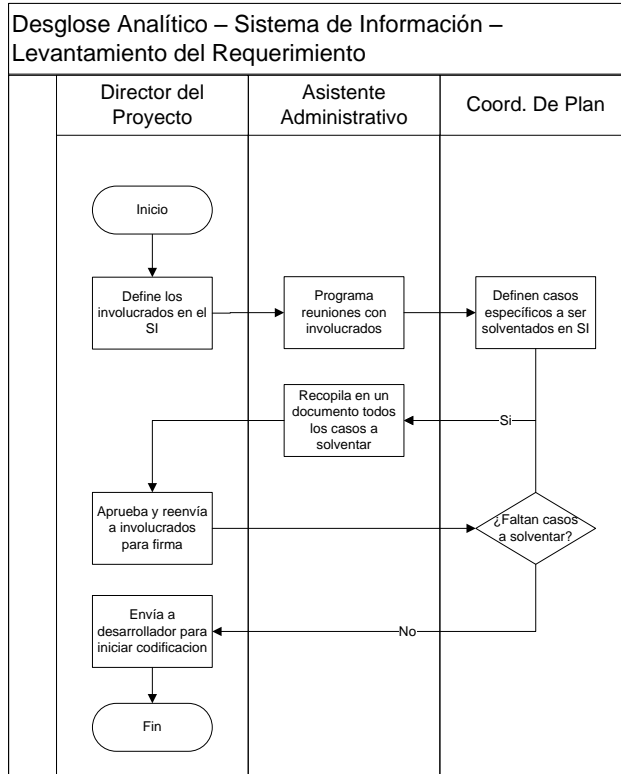 Desglose Analítico – Sistema de Información –
Levantamiento del Requerimiento
Director del
Proyecto
Asistente
Administrativo
Coord. De Plan
Inicio
Define los
involucrados en el
SI
Programa
reuniones con
involucrados
Definen casos
específicos a ser
solventados en SI
Recopila en un
documento todos
los casos a
solventar
Si
Aprueba y reenvía
a involucrados
para firma
¿Faltan casos
a solventar?
Envía a
desarrollador para
iniciar codificacion
No
Fin